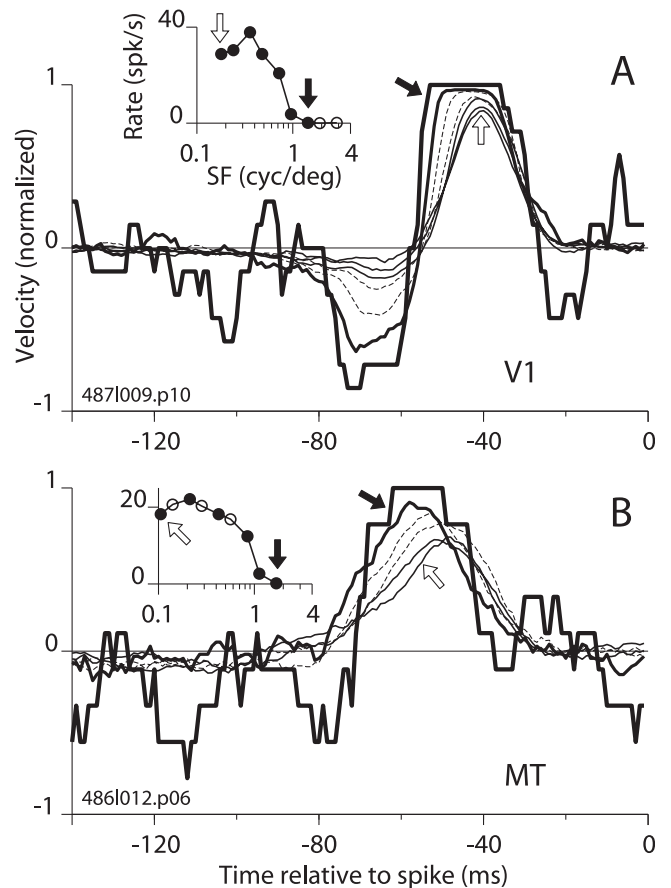 A
40
Rate (spk/s)
0
0.1
1
4
SF (cyc/deg)
1
0
-1
Velocity (normalized)
487l009.p10
V1
-120
-80
-40
0
B
20
0
0.1
1
4
1
0
-1
486l012.p06
MT
-120
-80
-40
0
Time relative to spike (ms)